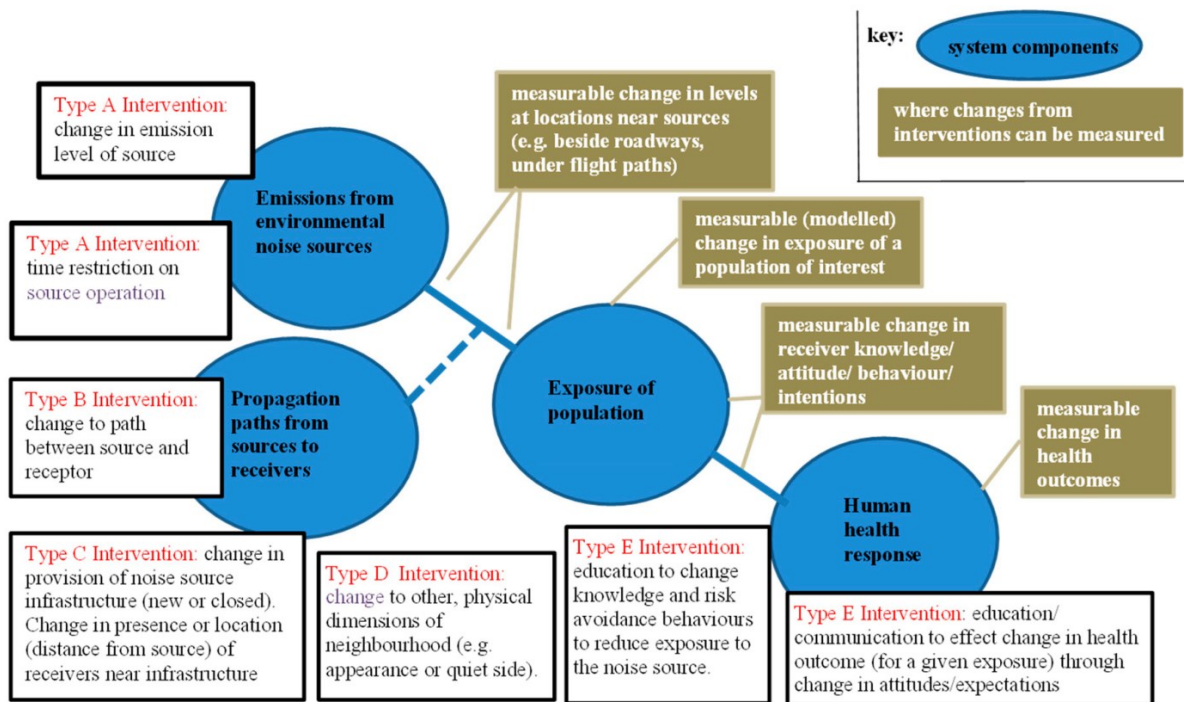 key:
system components
where changes from
interventions can be measured
Type A Intervention:
change in emission
level of source
measurable change in levels
at locations near sources
(e.g. beside roadways,
under flight paths)
Emissions from
environmental
noise sources
Type A Intervention:
time restriction on
source operation
measurable (modelled)
change in exposure of a
population of interest
measurable change in
receiver knowledge/
attitude/ behaviour/
intentions
Type B Intervention:
change to path
between source and
receptor
Propagation
paths from
sources to
receivers
Exposure of
population
measurable
change in
health
outcomes
Human
health
response
Type C Intervention: change in
provision of noise source
infrastructure (new or closed).
Change in presence or location
(distance from source) of
receivers near infrastructure
Type D  Intervention:
change to other, physical
dimensions of
neighbourhood (e.g.
appearance or quiet side).
Type E Intervention:
education to change
knowledge and risk
avoidance behaviours
to reduce exposure to
the noise source.
Type E Intervention: education/
communication to effect change in health
outcome (for a given exposure) through
change in attitudes/expectations